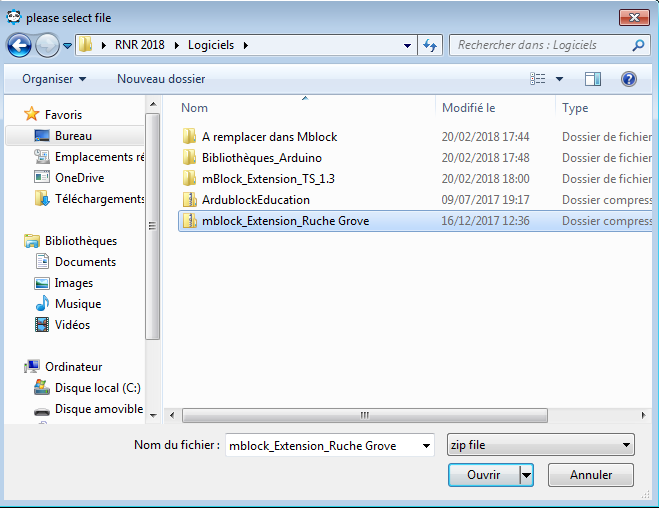 please select file
RNR 2018 Logiciels
Rechercher dans : Logiciels
Organiser Nouveau dossier
Nom Modifié le Type
Favoris
Bureau
Emplacements ré
OneDrive
Téléchargements
Bibliothèques
Documents
Images
Musique
Vidéos
Ordinateur
Disque local (C:)
Disque amovible
A remplacer dans Mblock 20/02/2018 17:44 Dossier de fichier
Bibliothèques_Arduino 20/02/2018 17:48 Dossier de fichier
mBlock_Extension_TS_1.3 20/02/2018 18:00 Dossier de fichier
ArdublockEducation 09/07/2017 19:17 Dossier compress
mblock_Extension_Ruche Grove 16/12/2017 12:36 Dossier compress
Nom du fichier : mblock_Extension_Ruche Grove zip file
Ouvrir Annuler